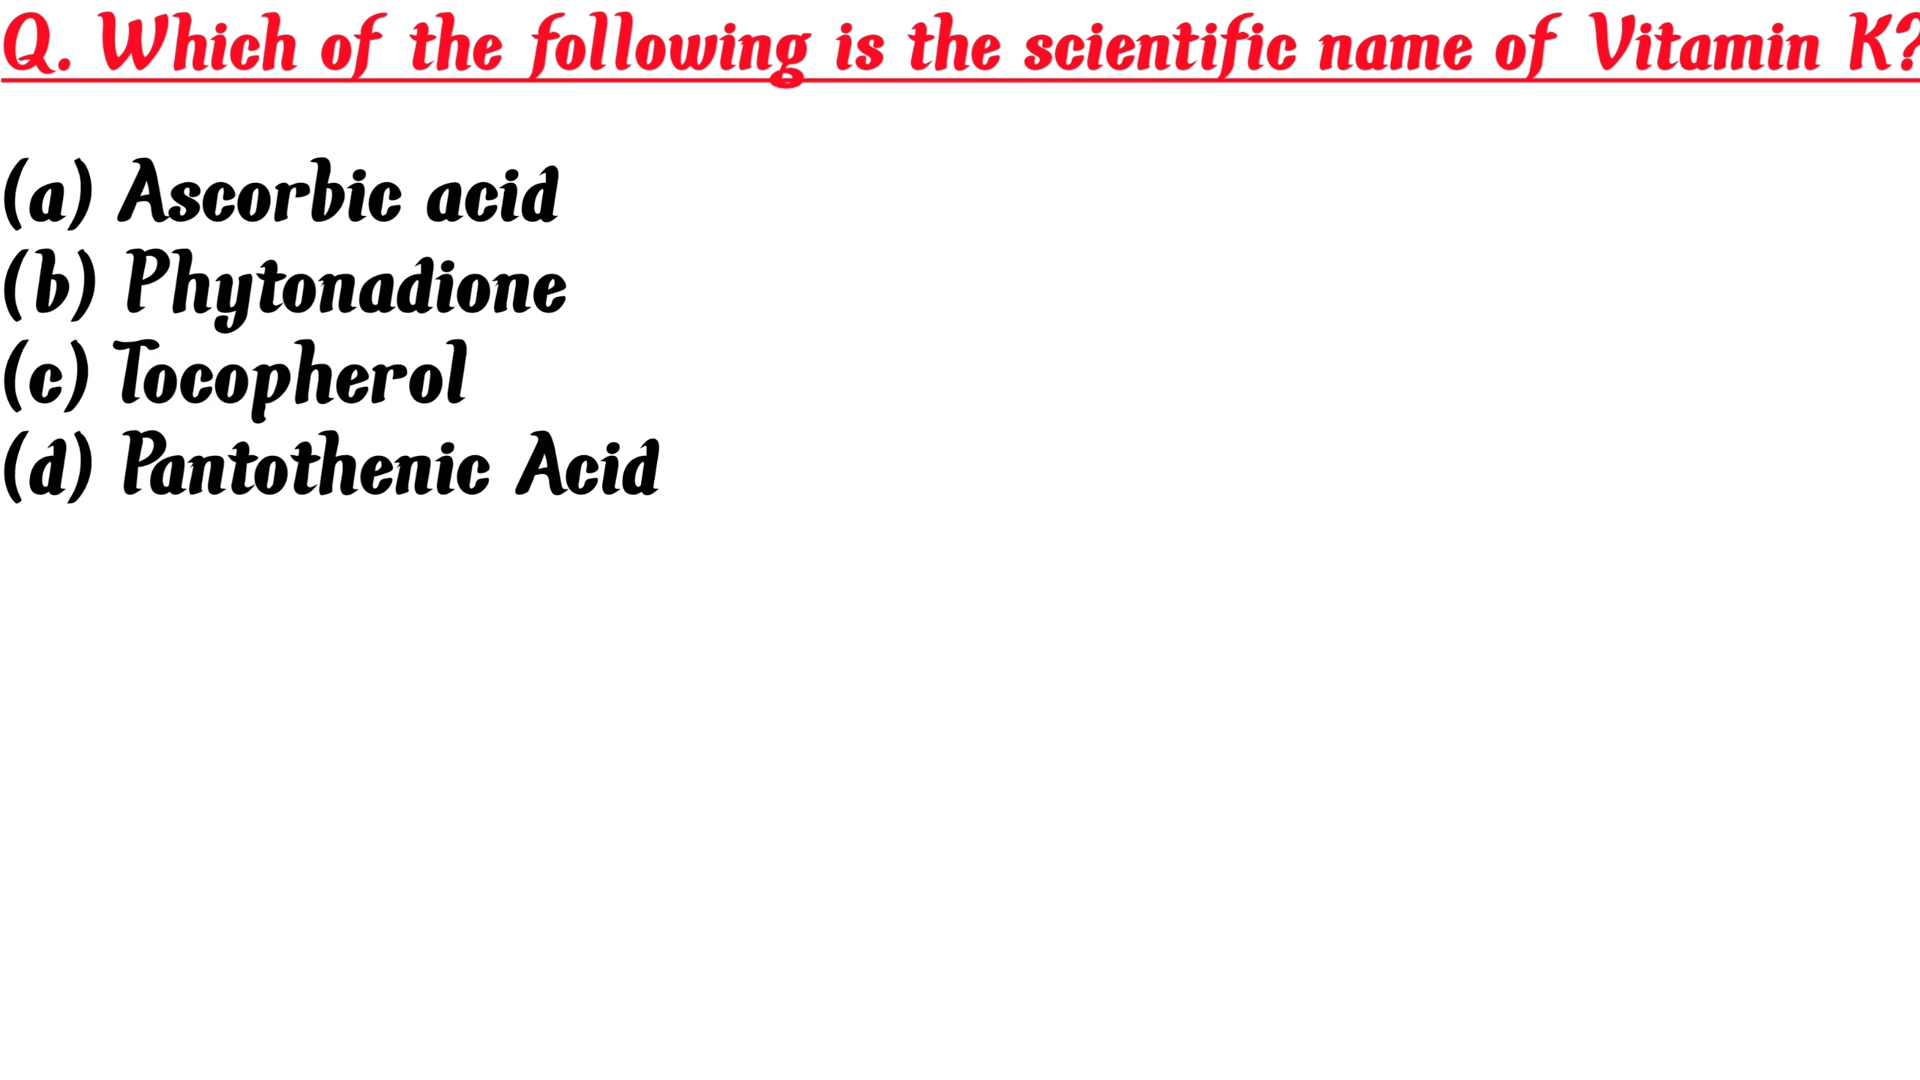 Q. Which of the following is the scientific name of Vitamin K?
(a) Ascorbic acid
(b) Phytonadione
(c) Tocopherol
(d) Pantothenic Acid